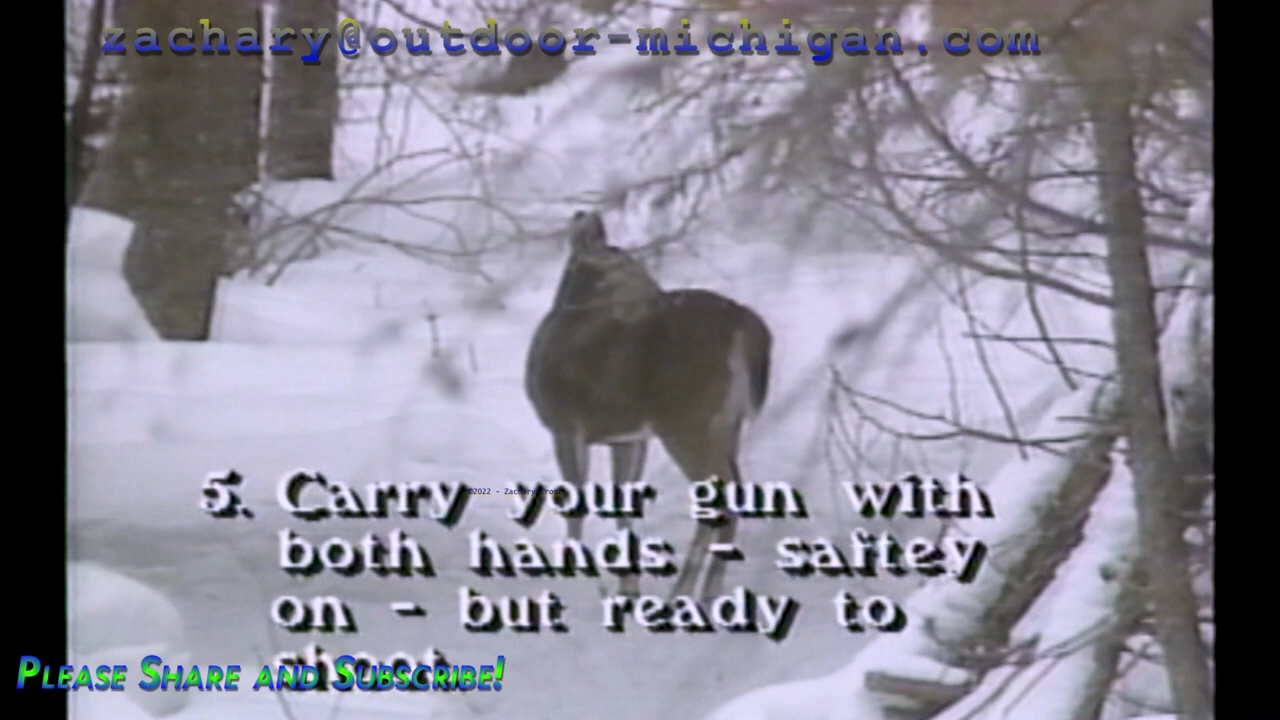 zachary@outdoor-michigan.com
5. Carry your gun with
both hands - saftey
on - but ready to
shoot.
Please Share and Subscribe!